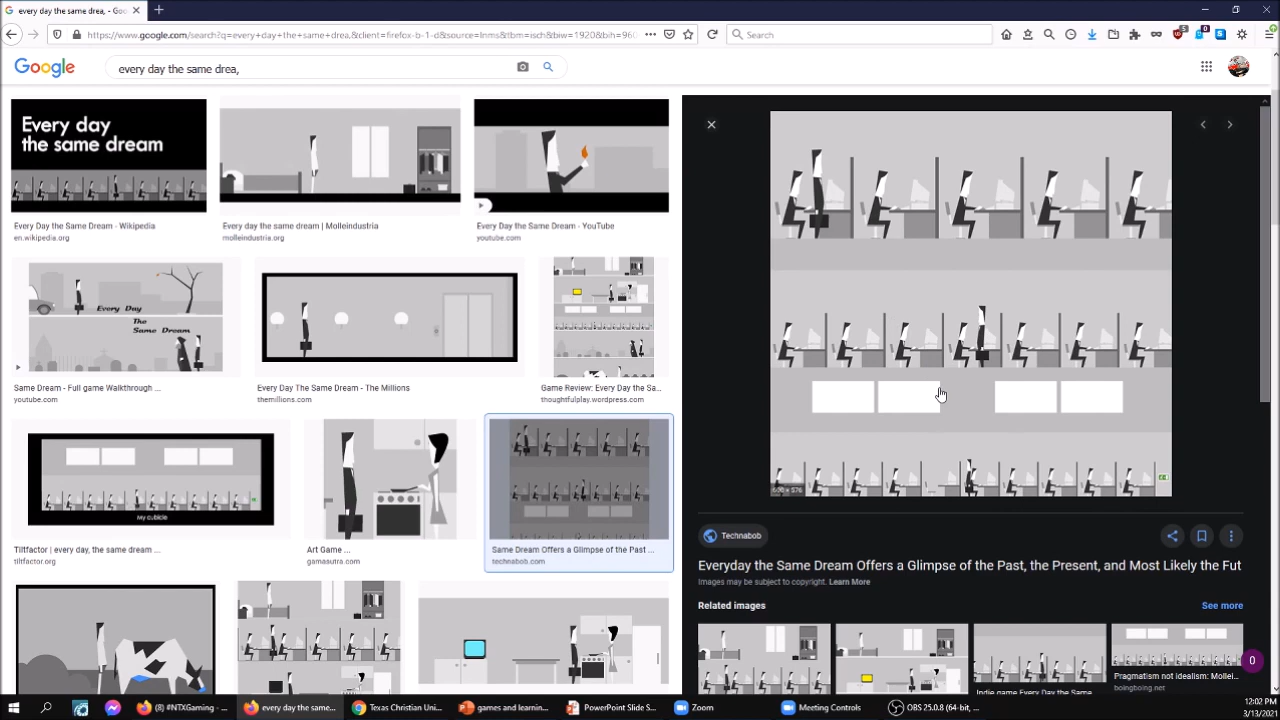 every day the same drea, - Goo
https://www.google.com/search?q=every+day+the+same+drea,&client=firefox-b-1-d&source=lnms&tbm=isch&biw=1920&bih=960
Search
5
Google
every day the same drea,
Every day
the same dream
Every Day the Same Dream - Wikipedia
en.wikipedia.org
Every day the same dream | Molleindustria
molleindustria.org
Every Day the Same Dream - YouTube
youtube.com
Every Day
The
Same Dream
Same Dream - Full game Walkthrough ...
youtube.com
Every Day The Same Dream - The Millions
themillions.com
Game Review: Every Day the Sa...
thoughtfulplay.wordpress.com
My cubicle
Tiltfactor | every day, the same dream ...
tiltfactor.org
Art Game ...
gamasutra.com
Same Dream Offers a Glimpse of the Past ...
technabob.com
600 × 576
Technabob
Everyday the Same Dream Offers a Glimpse of the Past, the Present, and Most Likely the Fut
Images may be subject to copyright. Learn More
Related images
See more
Indie game Every Day the Same
Pragmatism not idealism: Mollei...
boingboing.net
0
(8) #NTXGaming - ...
every day the same...
Texas Christian Uni...
games and learnin...
PowerPoint Slide S...
Zoom
Meeting Controls
OBS 25.0.8 (64-bit, ...
12:02 PM
3/13/2021